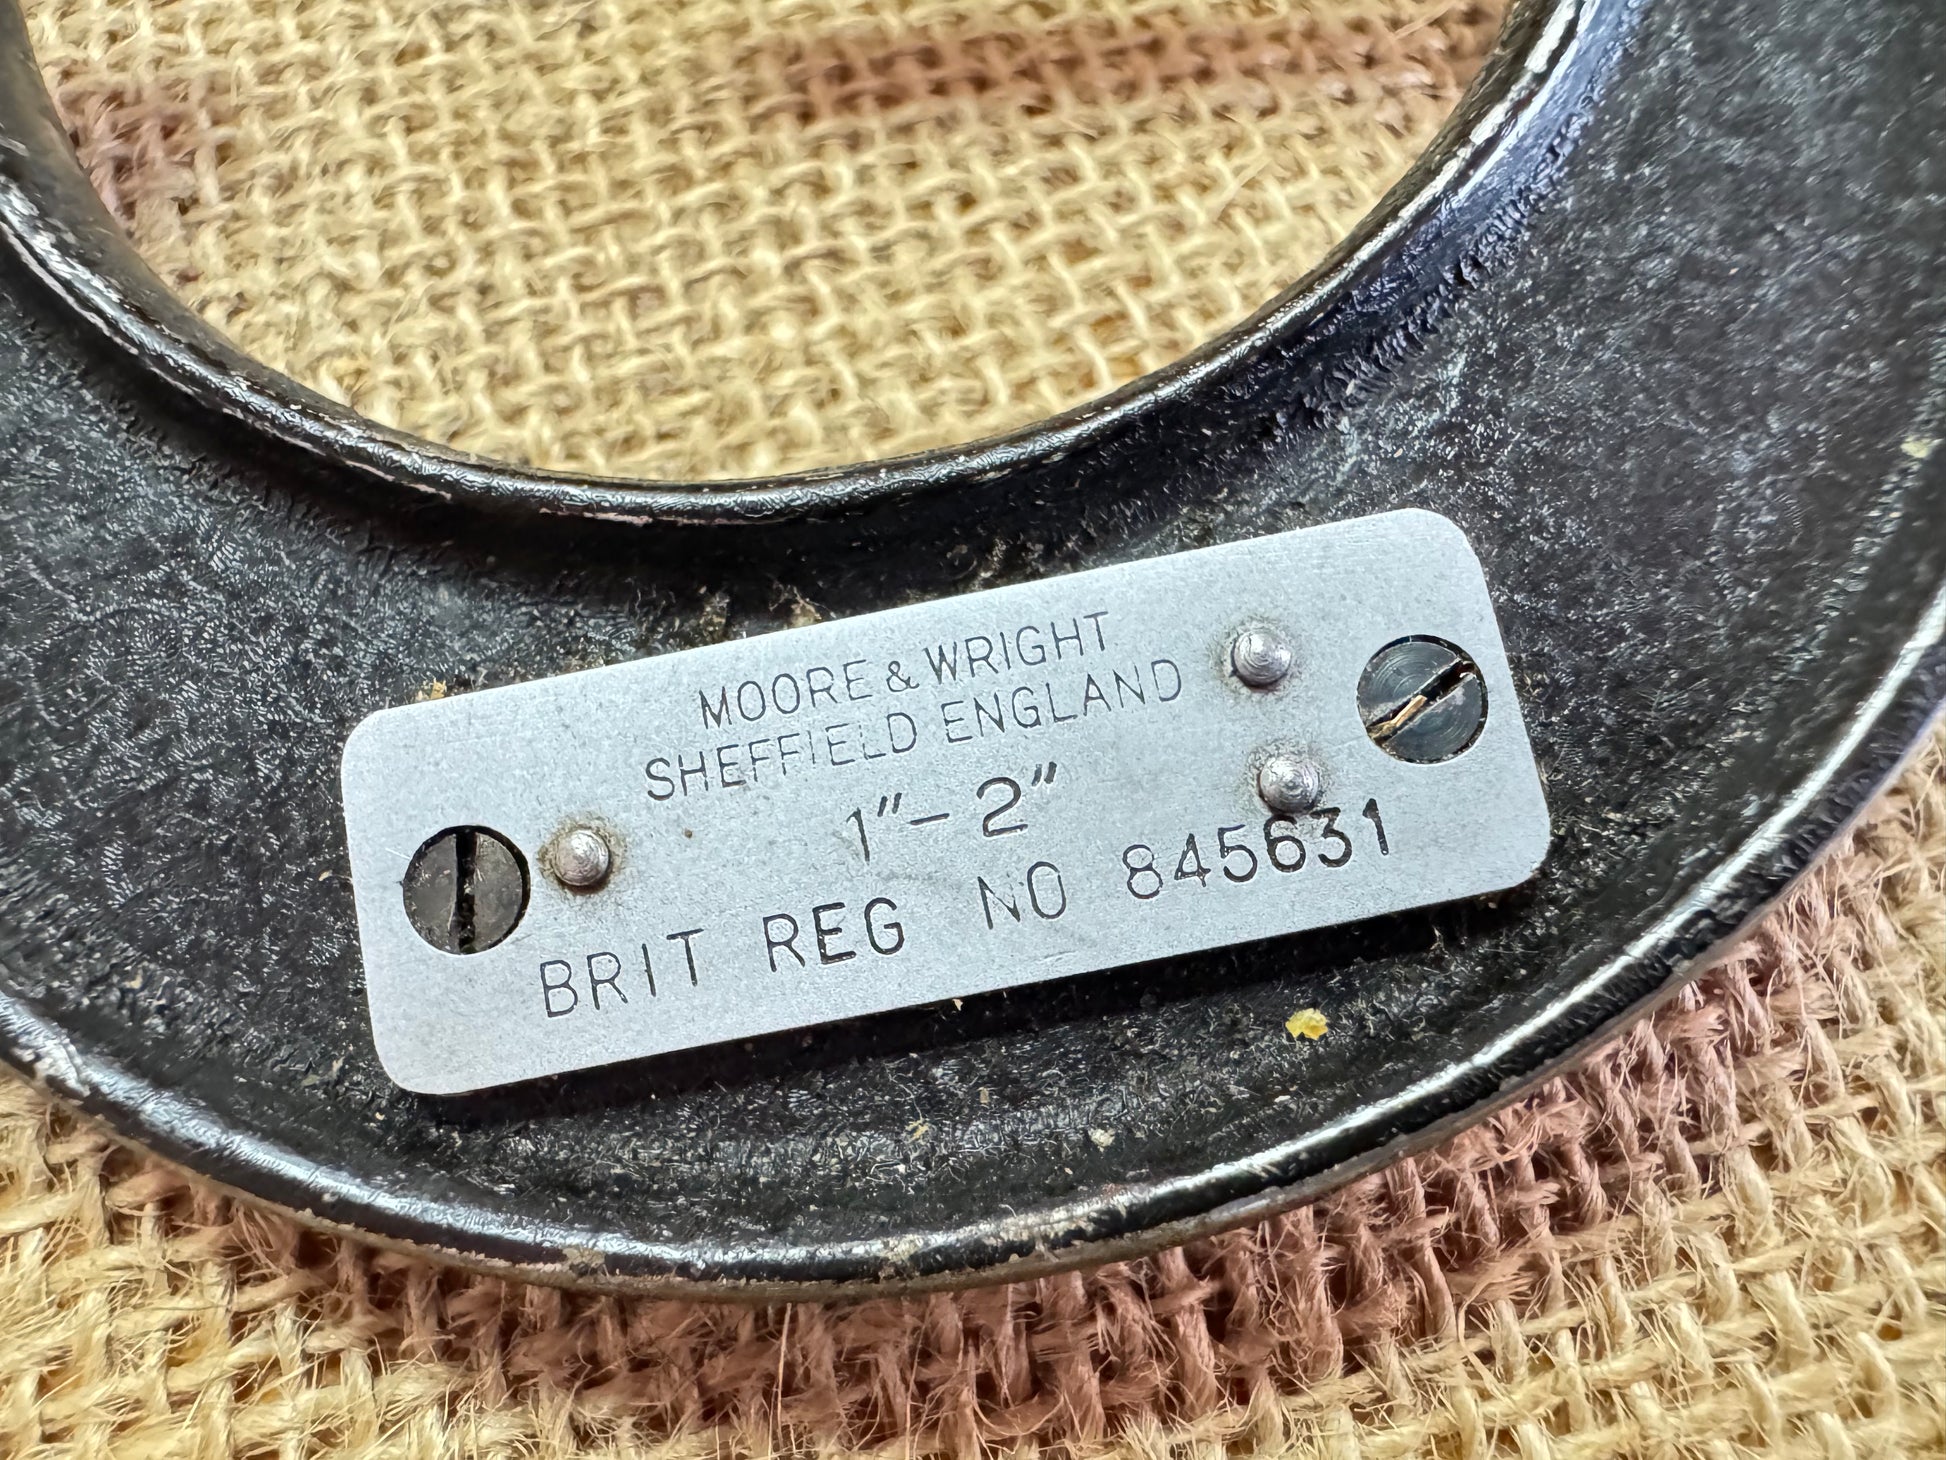 MOORE & WRIGHT
SHEFFIELD ENGLAND
1"-2"
BRIT REG NO 845631